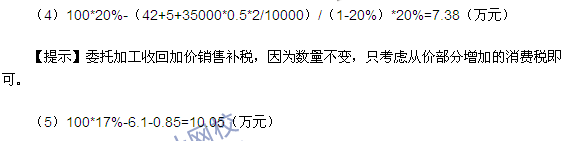 （4）100*20%-（42+5+35000*0.5*2/10000）/（1-20%）*20%=7.38（万元）
【提示】委托加工收回加价销售补税，因为数量不变，只考虑从价部分增加的消费税即
可。
（5）100*17%-6.1-0.85=10.05（万元）
网校